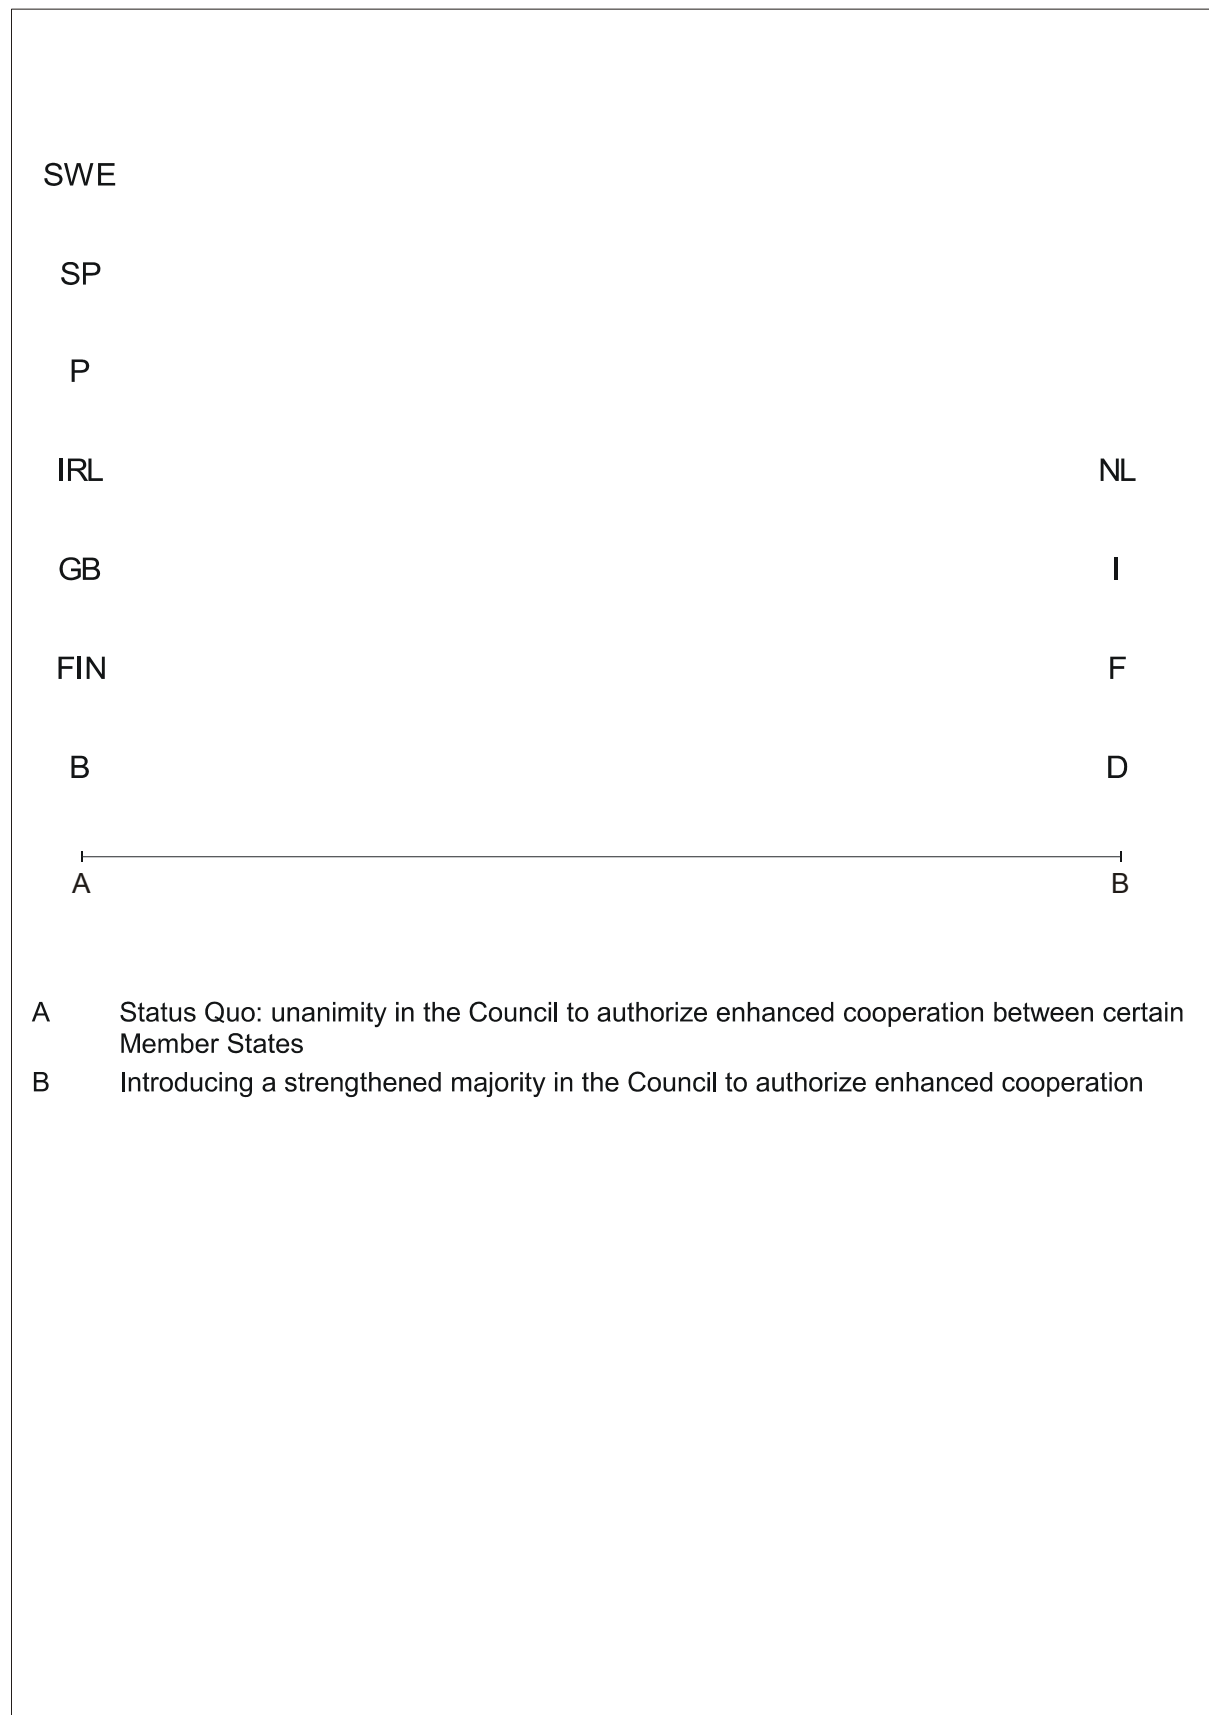 SWE
SP
P
IRL NL
GB I
FIN F
B D
A B
A Status Quo: unanimity in the Council to authorize enhanced cooperation between certain
Member States
B Introducing a strengthened majority in the Council to authorize enhanced cooperation